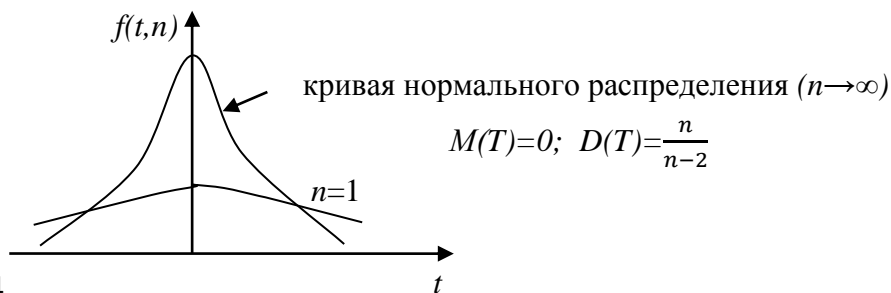 f(t,n)
кривая нормального распределения (n→∞)
M(T)=0; D(T)=n/(n−2)
n=1
t